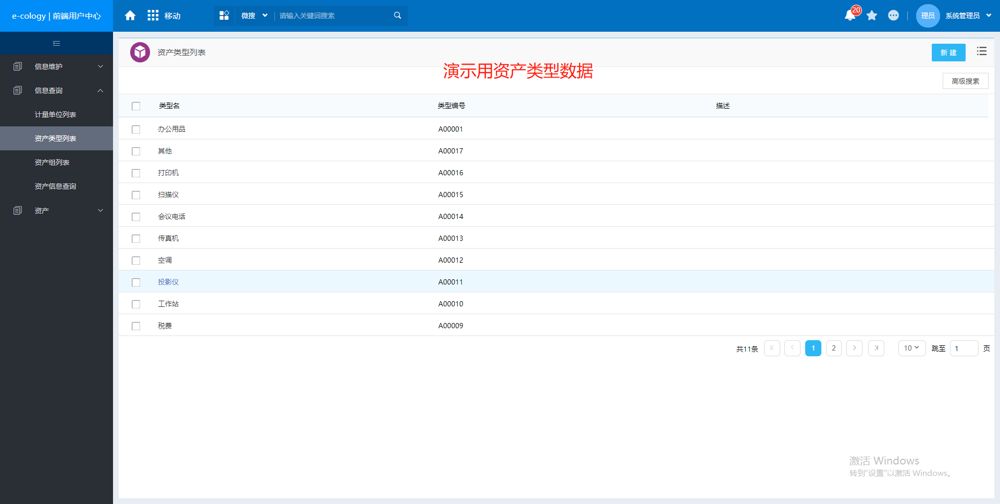 e-cology | 前端用户中心
移动
微搜
请输入关键词搜索
20
理员
系统管理员
信息维护
信息查询
计量单位列表
资产类型列表
资产组列表
资产信息查询
资产
资产类型列表
新 建
演示用资产类型数据
高级搜索
类型名 类型编号 描述
办公用品 A00001
其他 A00017
打印机 A00016
扫描仪 A00015
会议电话 A00014
传真机 A00013
空调 A00012
投影仪 A00011
工作站 A00010
税费 A00009
共11条 1 2 10 跳至 1 页
激活 Windows
转到"设置"以激活 Windows。